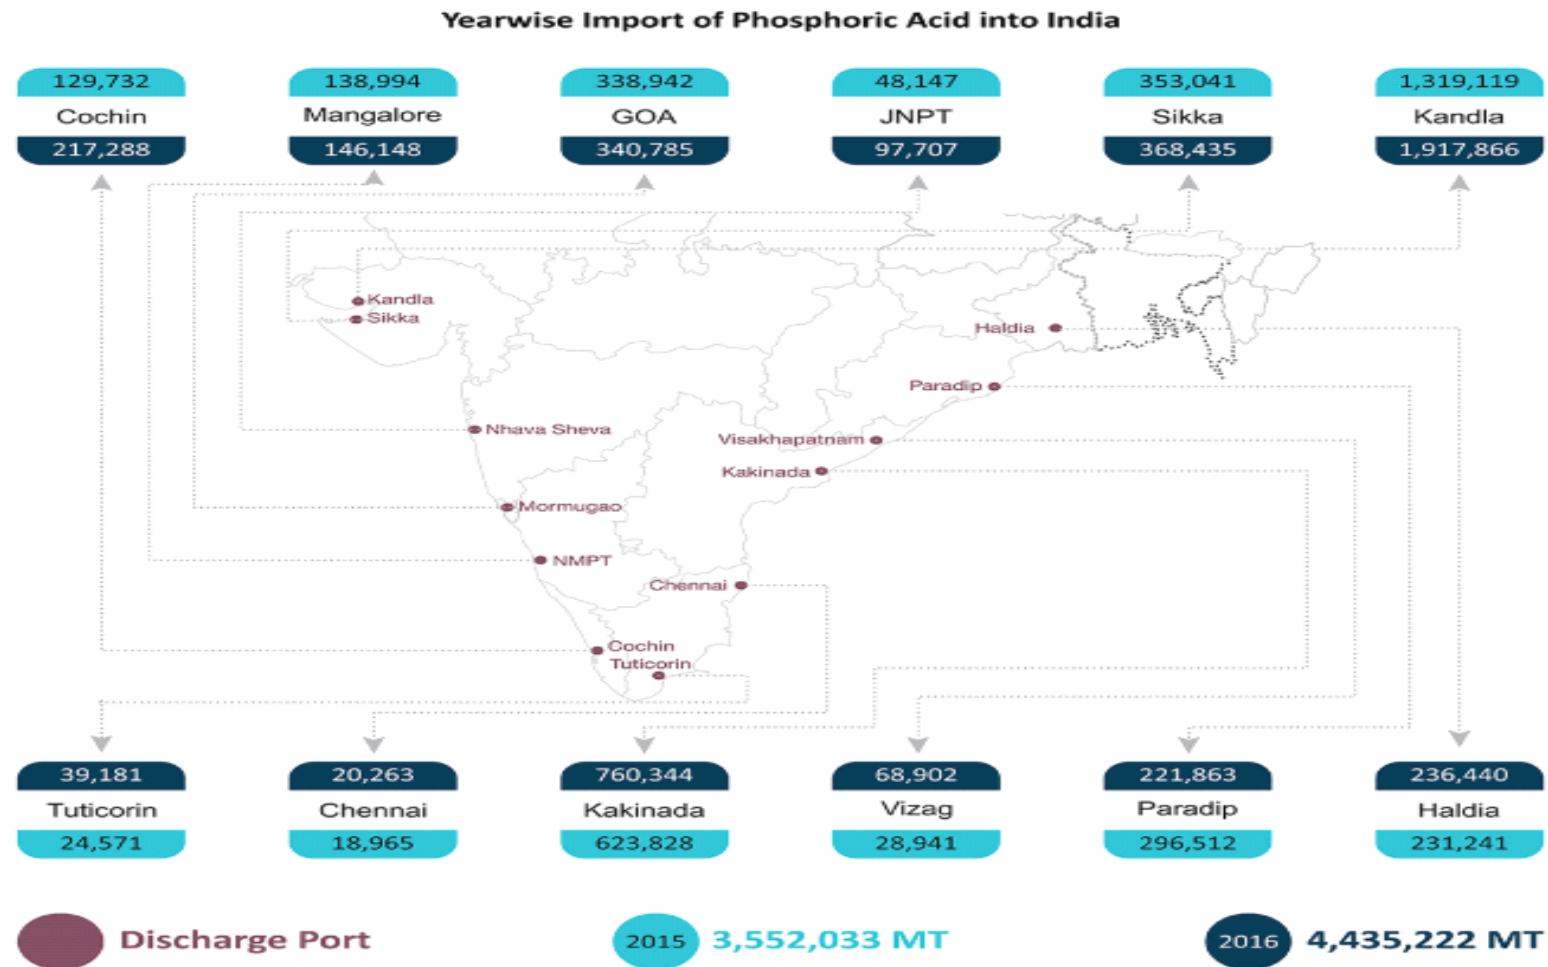 Yearwise Import of Phosphoric Acid into India
129,732
Cochin
217,288
138,994
Mangalore
146,148
338,942
GOA
340,785
48,147
JNPT
97,707
353,041
Sikka
368,435
1,319,119
Kandla
1,917,866
Kandla
Sikka
Haldia
Paradip
Nhava Sheva
Visakhapatnam
Kakinada
Mormugao
NMPT
Chennai
Cochin
Tuticorin
39,181
Tuticorin
24,571
20,263
Chennai
18,965
760,344
Kakinada
623,828
68,902
Vizag
28,941
221,863
Paradip
296,512
236,440
Haldia
231,241
Discharge Port
2015 3,552,033 MT
2016 4,435,222 MT